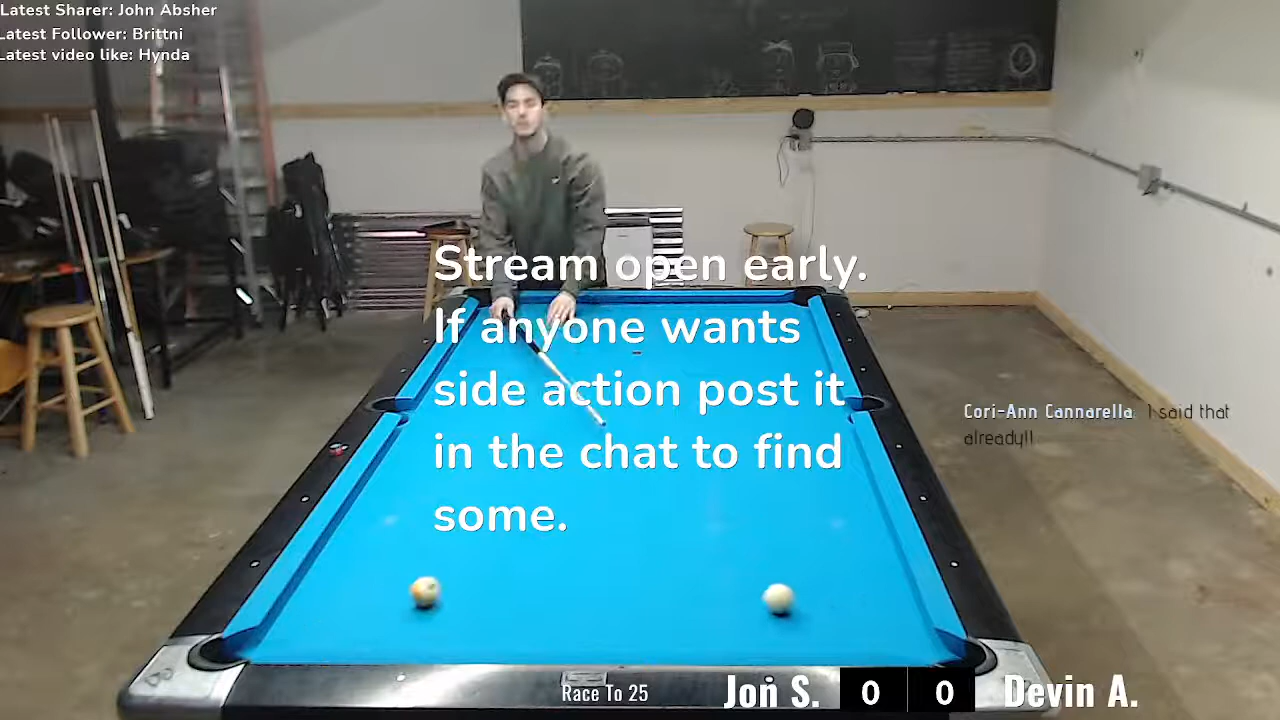 Latest Sharer: John Absher
Latest Follower: Brittni
Latest video like: Hynda
Stream open early.
If anyone wants
side action post it
in the chat to find
some.
Cori-Ann Cannarella I said that
already!!
Race To 25 Jon S. 0 0 Devin A.